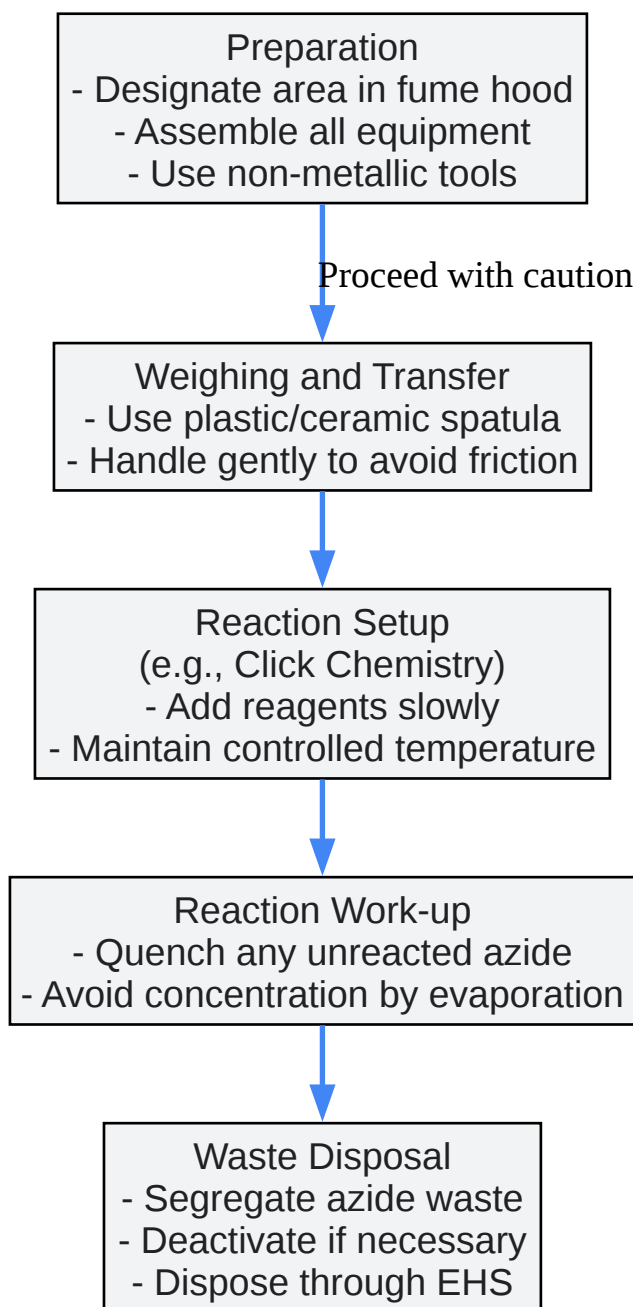 Preparation
- Designate area in fume hood
- Assemble all equipment
- Use non-metallic tools
Proceed with caution
Weighing and Transfer
- Use plastic/ceramic spatula
- Handle gently to avoid friction
Reaction Setup
(e.g., Click Chemistry)
- Add reagents slowly
- Maintain controlled temperature
Reaction Work-up
- Quench any unreacted azide
- Avoid concentration by evaporation
Waste Disposal
- Segregate azide waste
- Deactivate if necessary
- Dispose through EHS